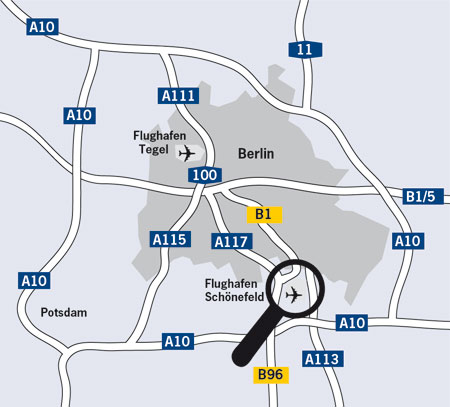 A10
11
A10
A111
Flughafen
Tegel
Berlin
100
B1/5
B1
A115
A117
A10
A10
Flughafen
Schönefeld
Potsdam
A10
A10
A113
B96